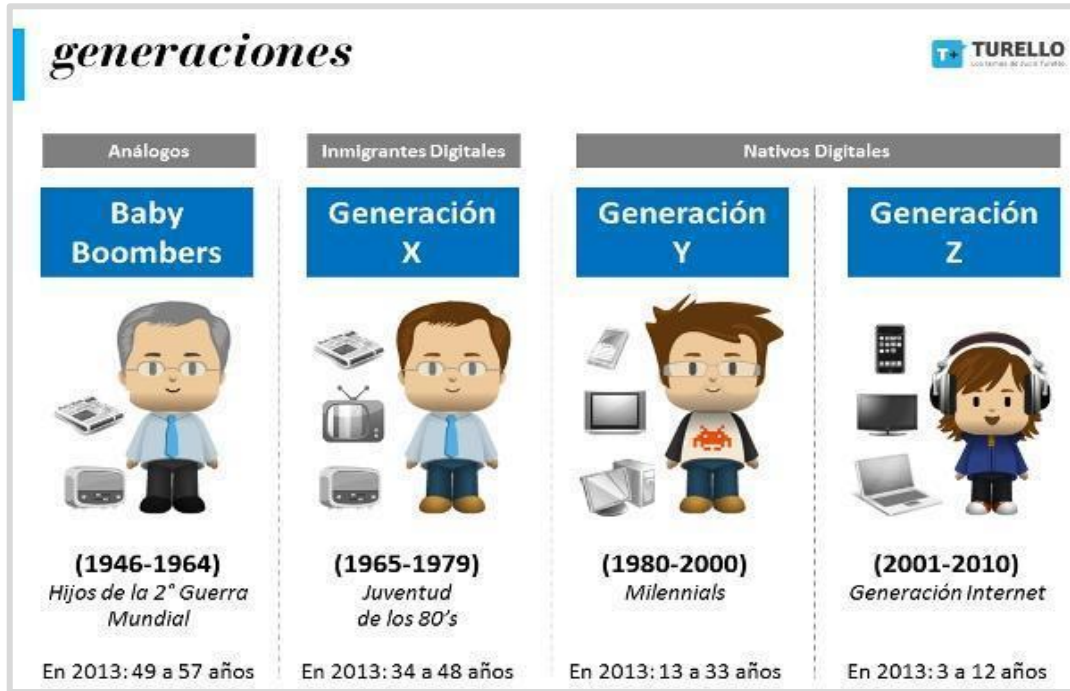 generaciones
T+ TURELLO
Análogos
Inmigrantes Digitales
Nativos Digitales
Baby
Boombers
Generación
X
Generación
Y
Generación
Z
(1946-1964)
Hijos de la 2° Guerra
Mundial
(1965-1979)
Juventud
de los 80's
(1980-2000)
Milennials
(2001-2010)
Generación Internet
En 2013: 49 a 57 años
En 2013: 34 a 48 años
En 2013: 13 a 33 años
En 2013: 3 a 12 años